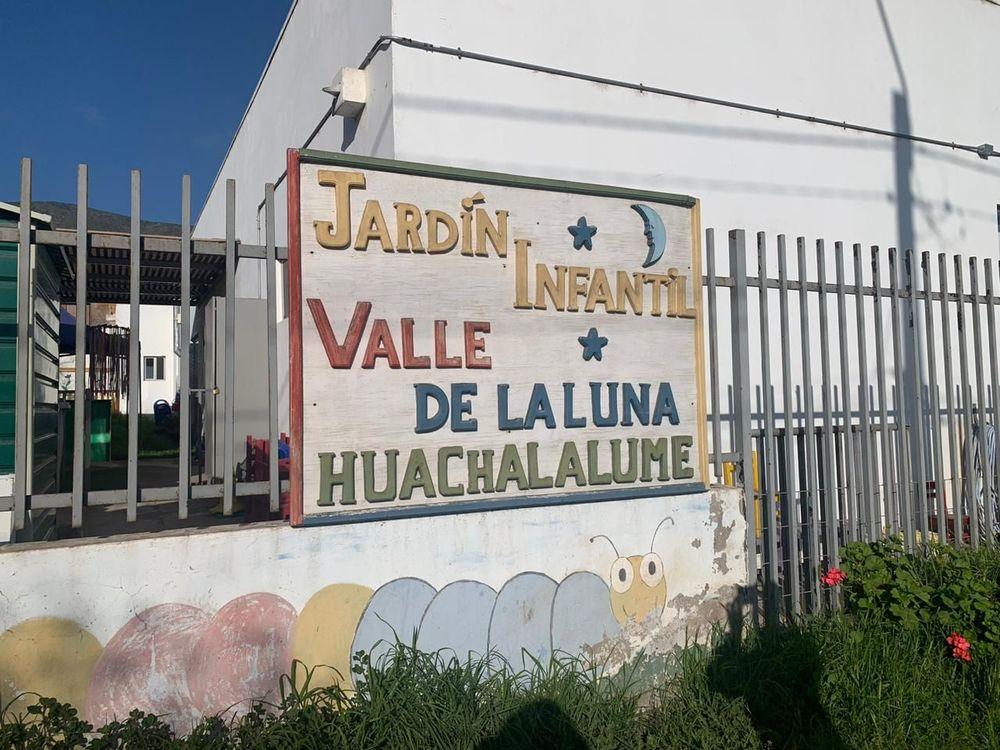 JARDÍN
INFANTIL
VALLE
DE LA LUNA
HUACHALALUME